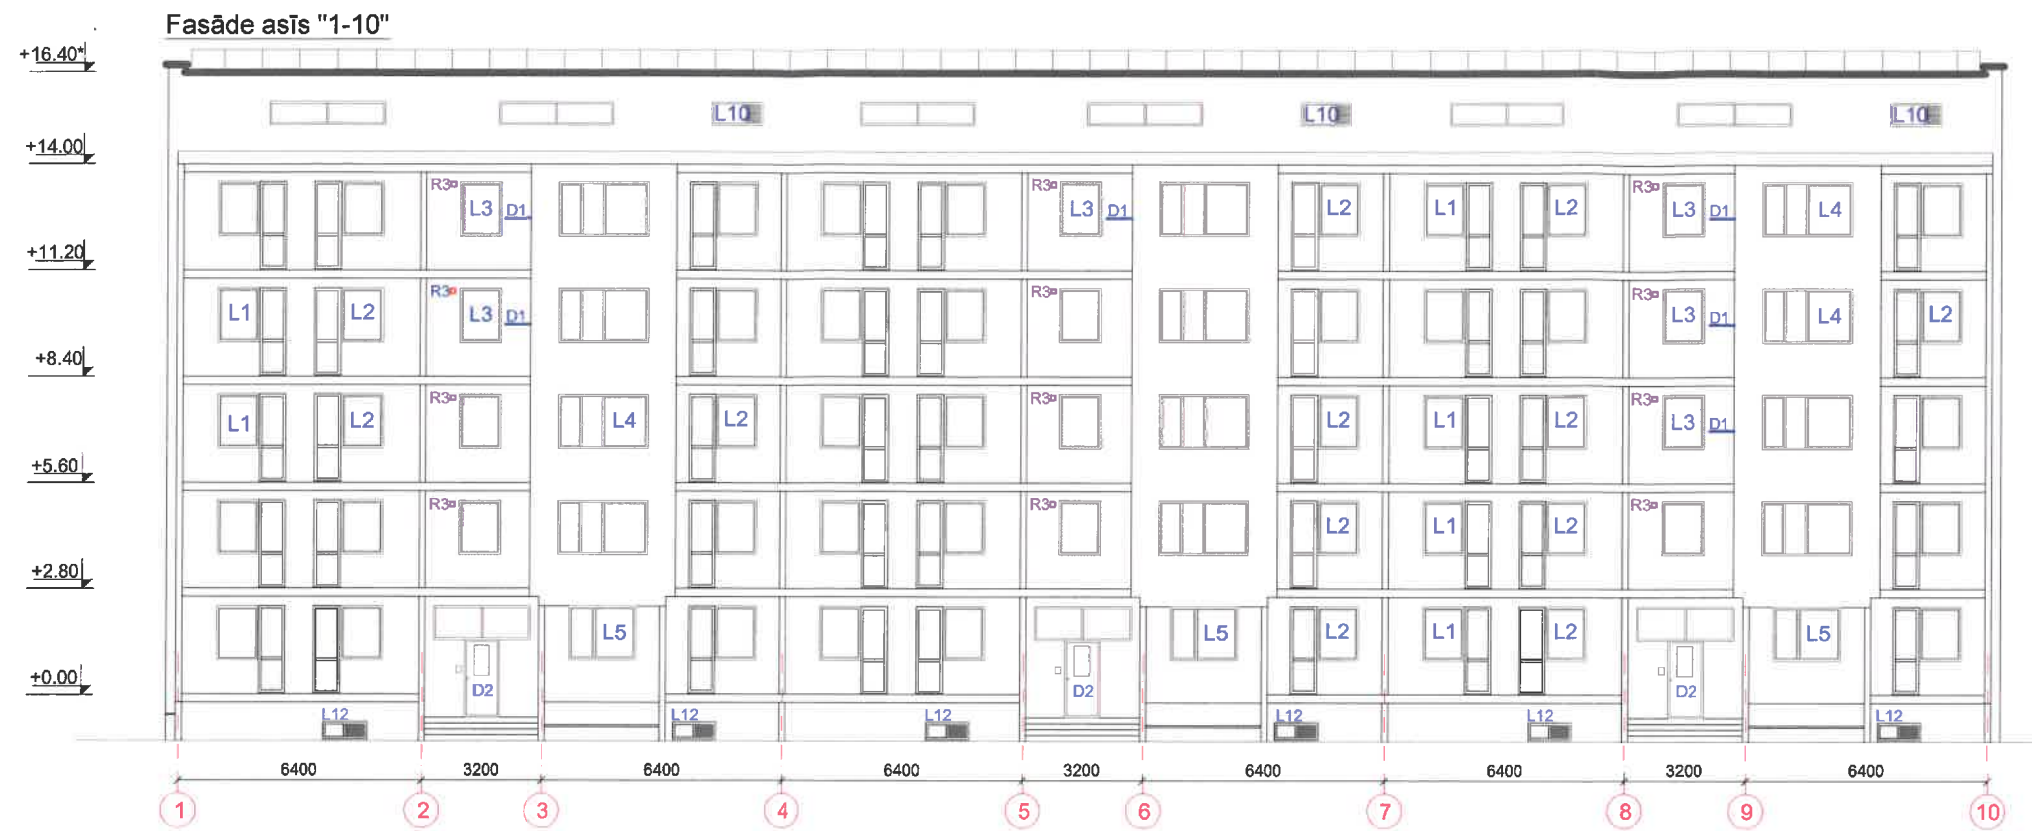 Fasāde asīs "1-10"
+16.40*
L10 L10 L10
+14.00
R3 L3 D1 R3 L3 D1 L2 L1 L2 R3 L3 D1 L4
+11.20
L1 L2 R3 L3 D1 R3 R3 L3 D1 L4 L2
+8.40
L1 L2 R3 L4 L2 R3 L2 L1 L2 R3 L3 D1
+5.60
R3 R3 L2 L1 L2 R3
+2.80
L5 L5 L2 L1 L2 L5
+0.00
D2 D2 D2
L12 L12 L12 L12 L12 L12
6400 3200 6400 6400 3200 6400 6400 3200 6400
1 2 3 4 5 6 7 8 9 10